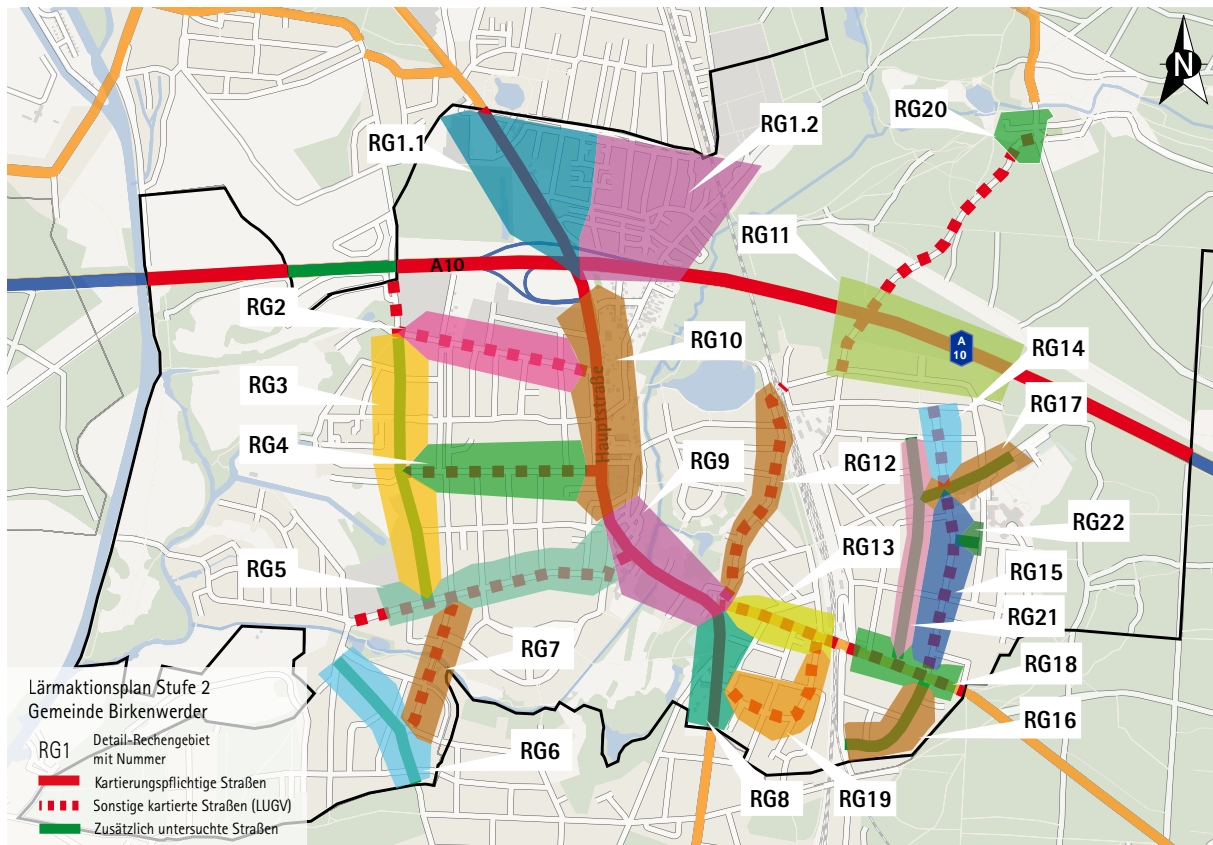 N
RG20
RG1.2
RG1.1
RG11
A10
RG2
RG10
A
10
RG14
RG3
Hauptstraße
RG17
RG4
RG9
RG12
RG22
RG13
RG5
RG15
RG21
RG7
RG18
RG16
RG6
RG8
RG19
Lärmaktionsplan Stufe 2
Gemeinde Birkenwerder
RG1
Detail-Rechengebiet
mit Nummer
Kartierungspflichtige Straßen
Sonstige kartierte Straßen (LUGV)
Zusätzlich untersuchte Straßen